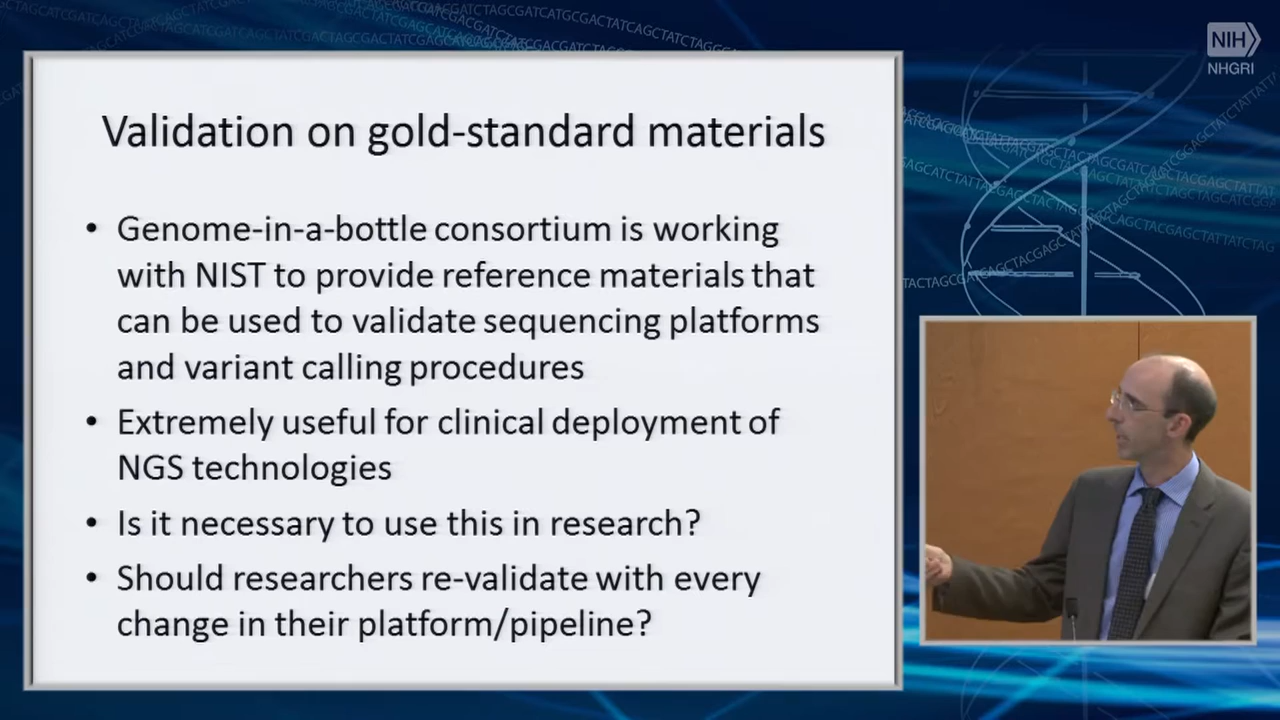 NIH
NHGRI
Validation on gold-standard materials
• Genome-in-a-bottle consortium is working
with NIST to provide reference materials that
can be used to validate sequencing platforms
and variant calling procedures
• Extremely useful for clinical deployment of
NGS technologies
• Is it necessary to use this in research?
• Should researchers re-validate with every
change in their platform/pipeline?